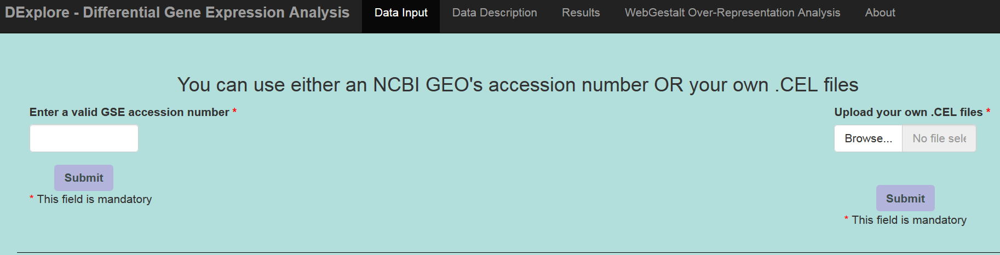 DExplore - Differential Gene Expression Analysis Data Input Data Description Results WebGestalt Over-Representation Analysis About
You can use either an NCBI GEO's accession number OR your own .CEL files
Enter a valid GSE accession number *
Upload your own .CEL files *
Browse... No file sele
Submit
* This field is mandatory
Submit
* This field is mandatory